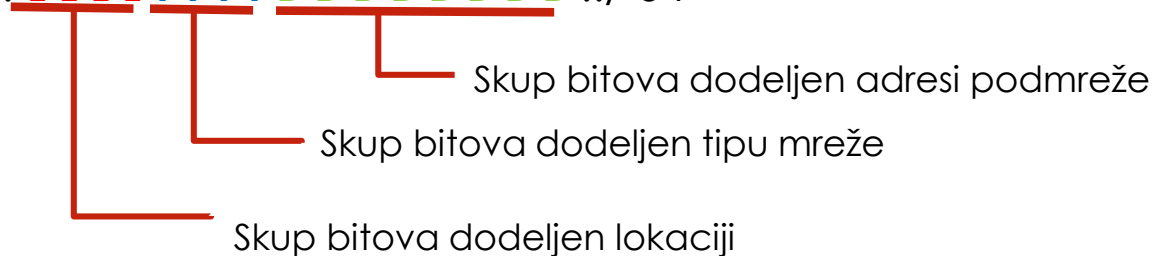 Skup bitova dodeljen adresi podmreže
Skup bitova dodeljen tipu mreže
Skup bitova dodeljen lokaciji